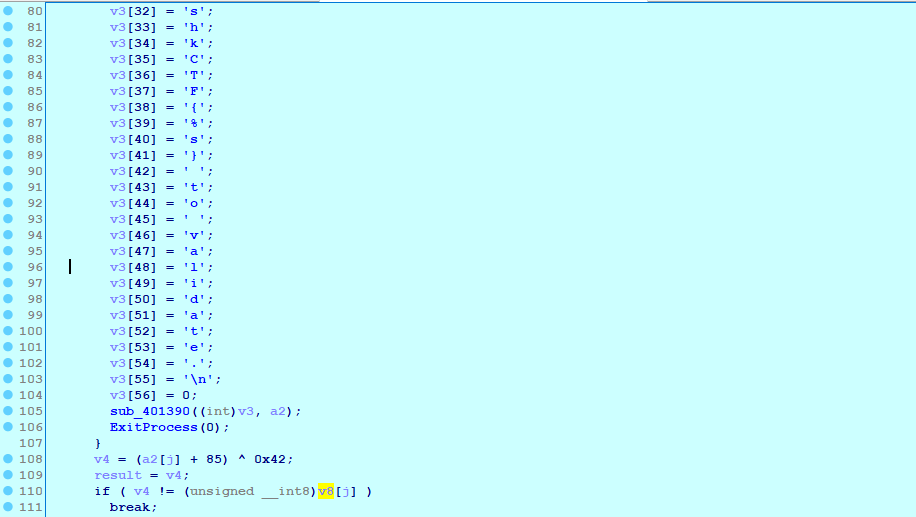 80 v3[32] = 's';
81 v3[33] = 'h';
82 v3[34] = 'k';
83 v3[35] = 'C';
84 v3[36] = 'T';
85 v3[37] = 'F';
86 v3[38] = '{';
87 v3[39] = '%';
88 v3[40] = 's';
89 v3[41] = '}';
90 v3[42] = ' ';
91 v3[43] = 't';
92 v3[44] = 'o';
93 v3[45] = ' ';
94 v3[46] = 'v';
95 v3[47] = 'a';
96 v3[48] = 'l';
97 v3[49] = 'i';
98 v3[50] = 'd';
99 v3[51] = 'a';
100 v3[52] = 't';
101 v3[53] = 'e';
102 v3[54] = '.';
103 v3[55] = '\n';
104 v3[56] = 0;
105 sub_401390((int)v3, a2);
106 ExitProcess(0);
107 }
108 v4 = (a2[j] + 85) ^ 0x42;
109 result = v4;
110 if ( v4 != (unsigned __int8)v8[j] )
111 break;